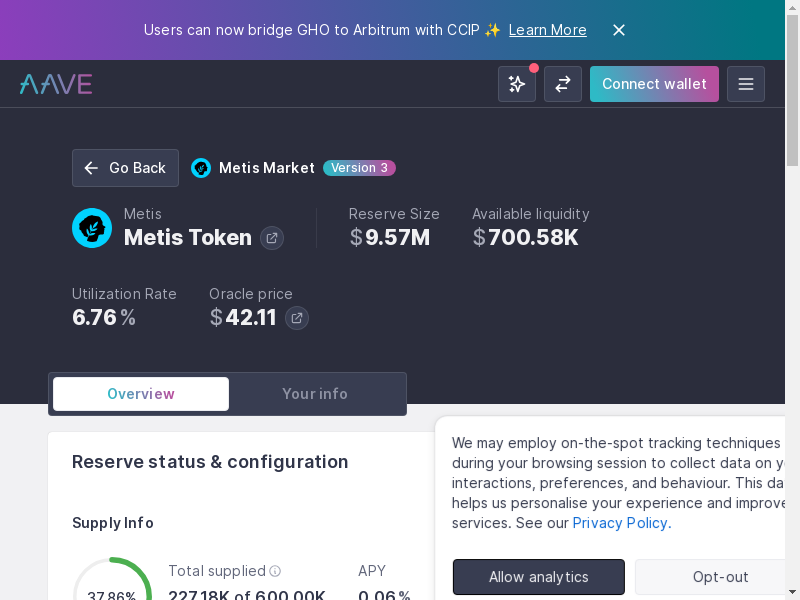 Users can now bridge GHO to Arbitrum with CCIP ✨ Learn More
AAVE
Connect wallet
Go Back
Metis Market
Version 3
Metis
Metis Token
Reserve Size
$9.57M
Available liquidity
$700.58K
Utilization Rate
6.76%
Oracle price
$42.11
Overview
Your info
Reserve status & configuration
We may employ on-the-spot tracking techniques
during your browsing session to collect data on
interactions, preferences, and behaviour. This
helps us personalise your experience and improve
services. See our Privacy Policy.
Allow analytics
Opt-out
Supply Info
37.86%
Total supplied
227.18K of 600.00K
APY
0.06%